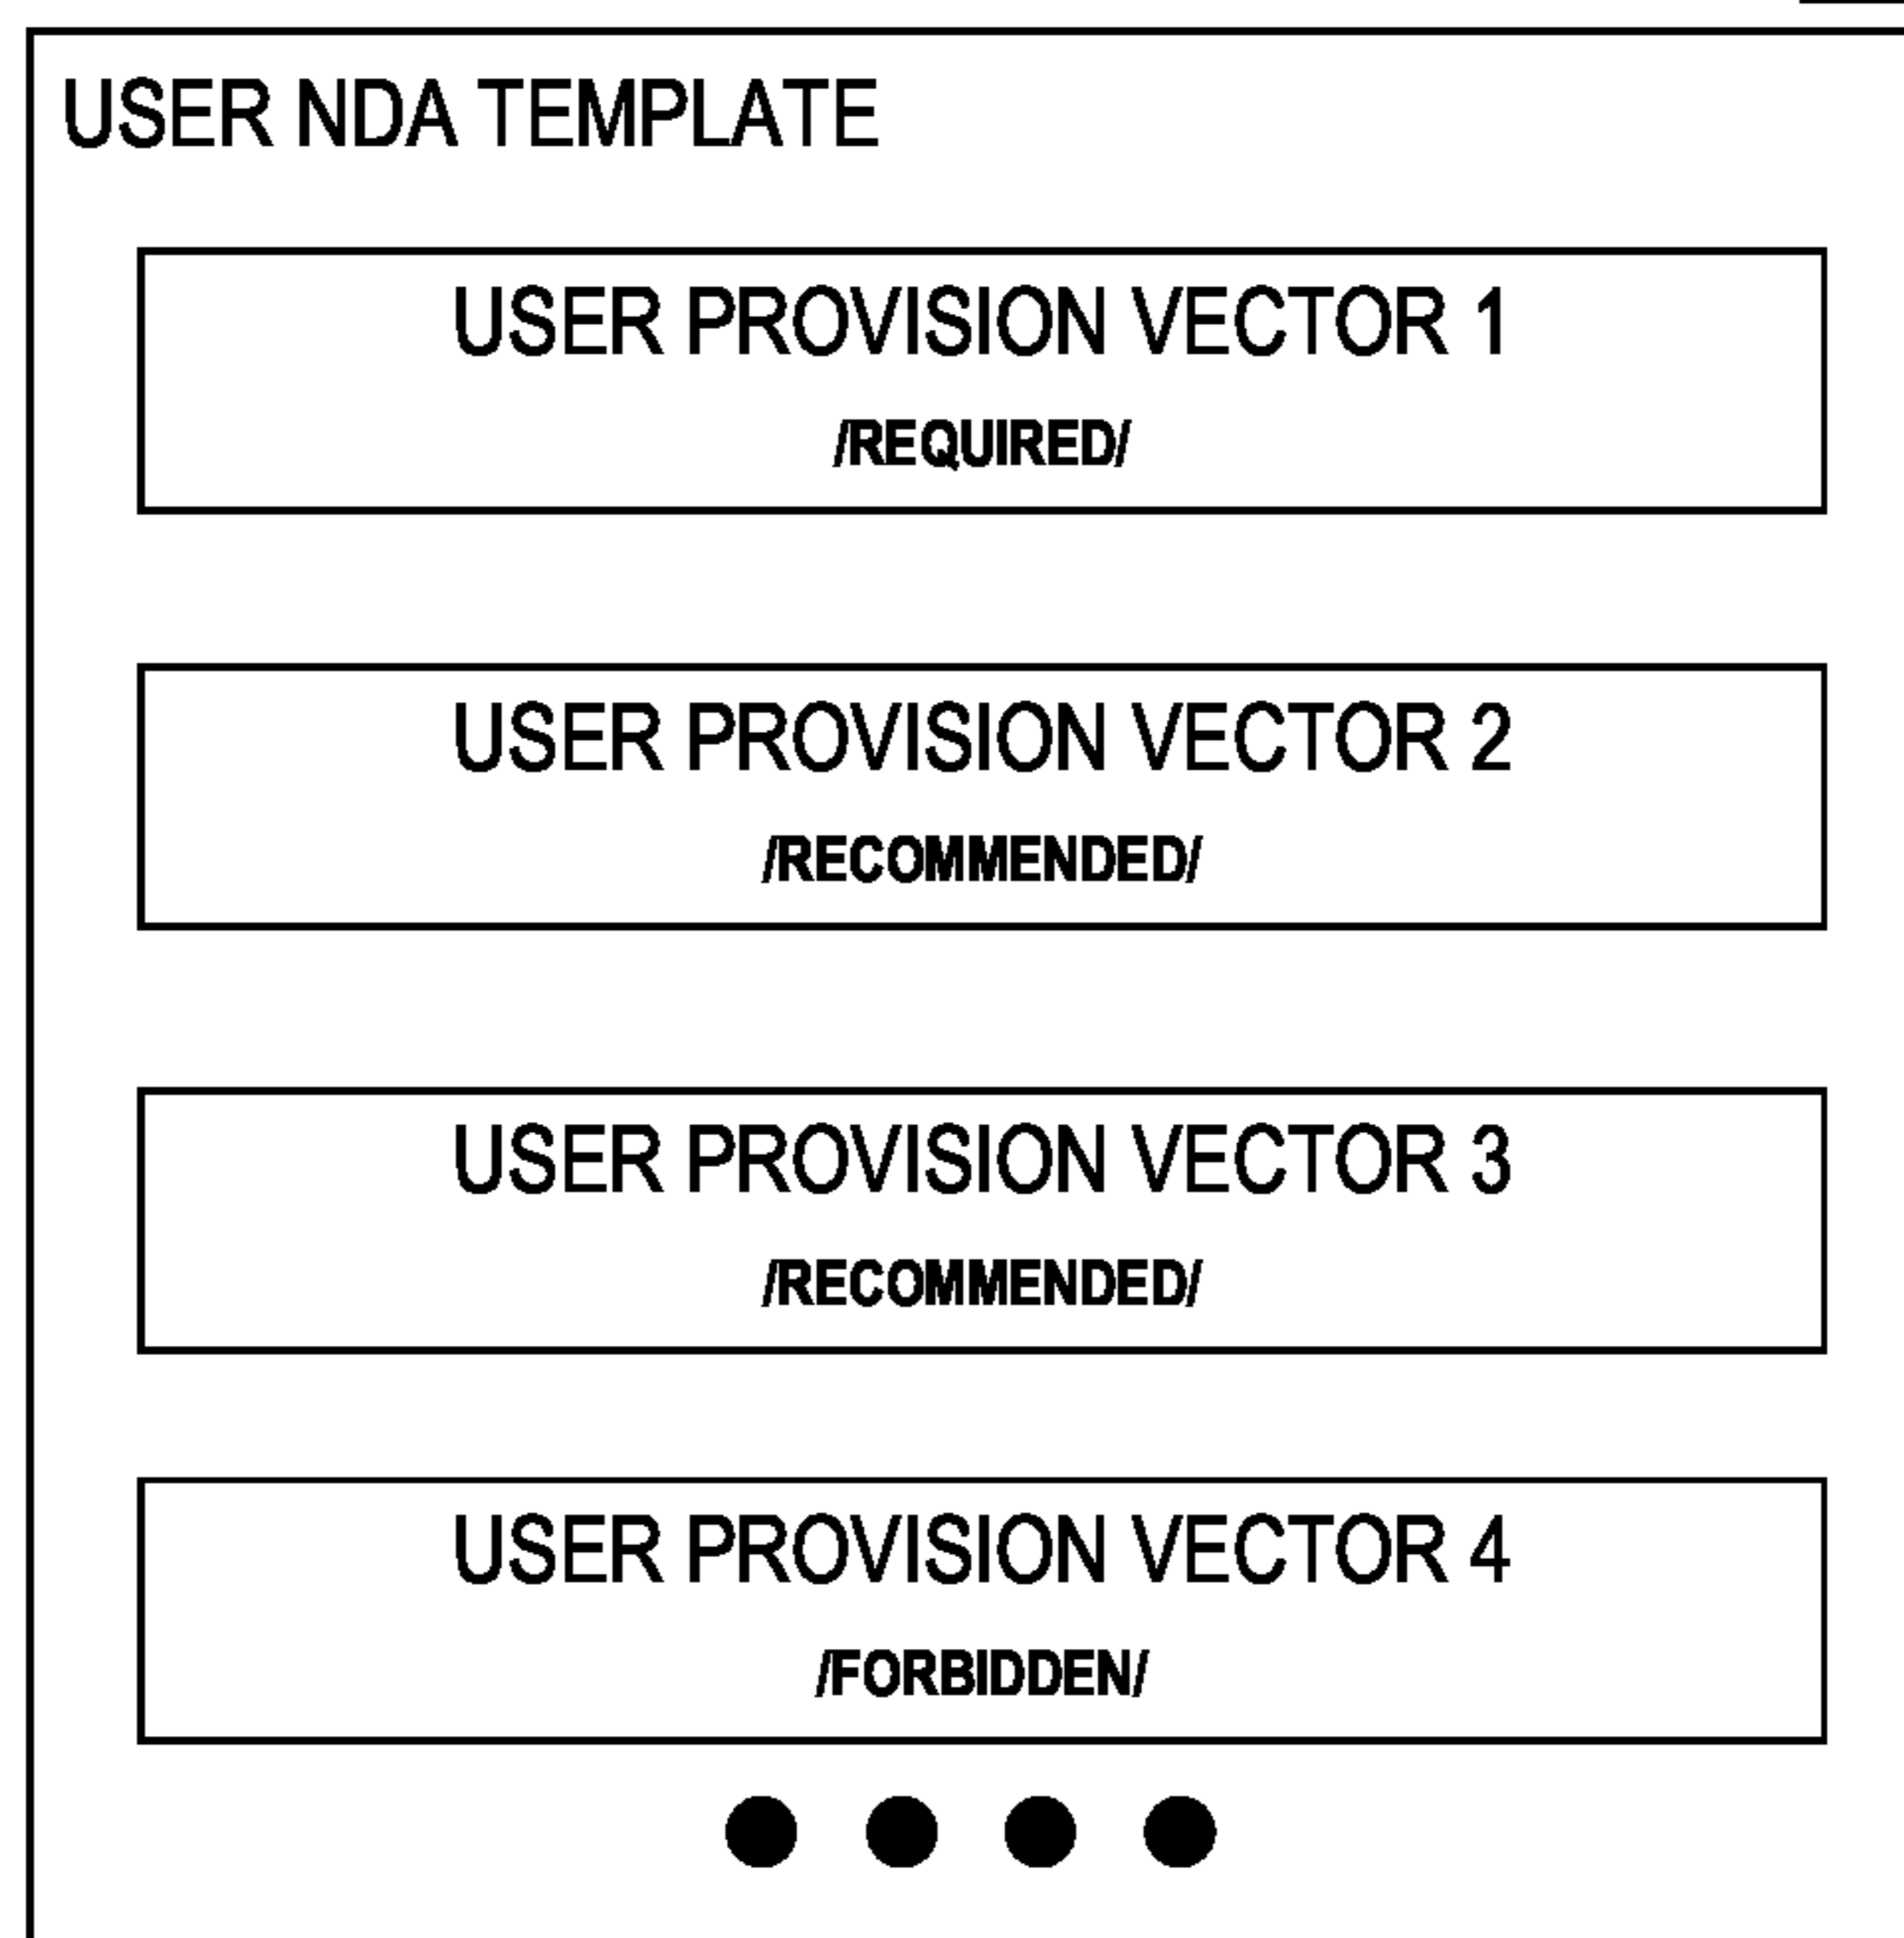 USER NDA TEMPLATE
USER PROVISION VECTOR 1
/REQUIRED/
USER PROVISION VECTOR 2
/RECOMMENDED/
USER PROVISION VECTOR 3
/RECOMMENDED/
USER PROVISION VECTOR 4
/FORBIDDEN/